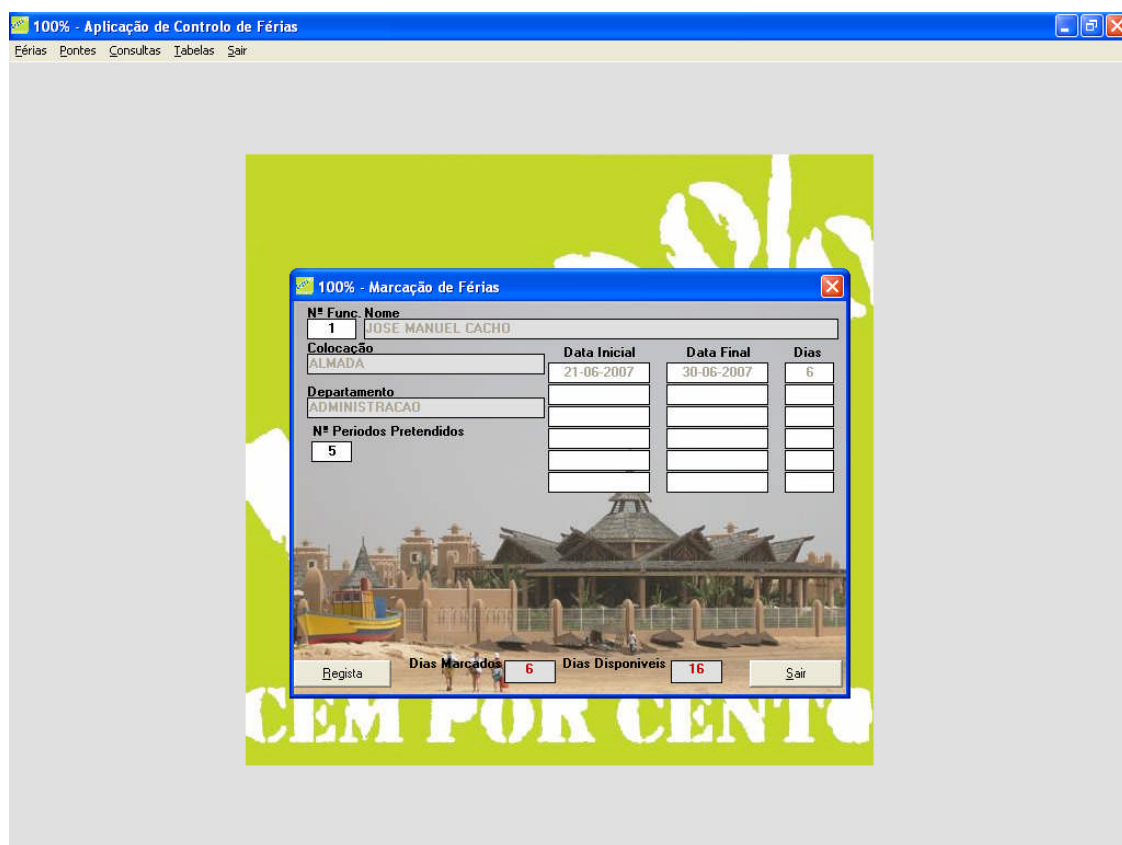 100% - Aplicação de Controlo de Férias
Férias Pontes Consultas Tabelas Sair
100% - Marcação de Férias
Nº Func. Nome
1 JOSE MANUEL CACHO
Colocação
ALMADA
Data Inicial Data Final Dias
21-06-2007 30-06-2007 6
Departamento
ADMINISTRACAO
Nº Periodos Pretendidos
5
Regista Dias Marcados 6 Dias Disponiveis 16 Sair
CEM POR CENTO